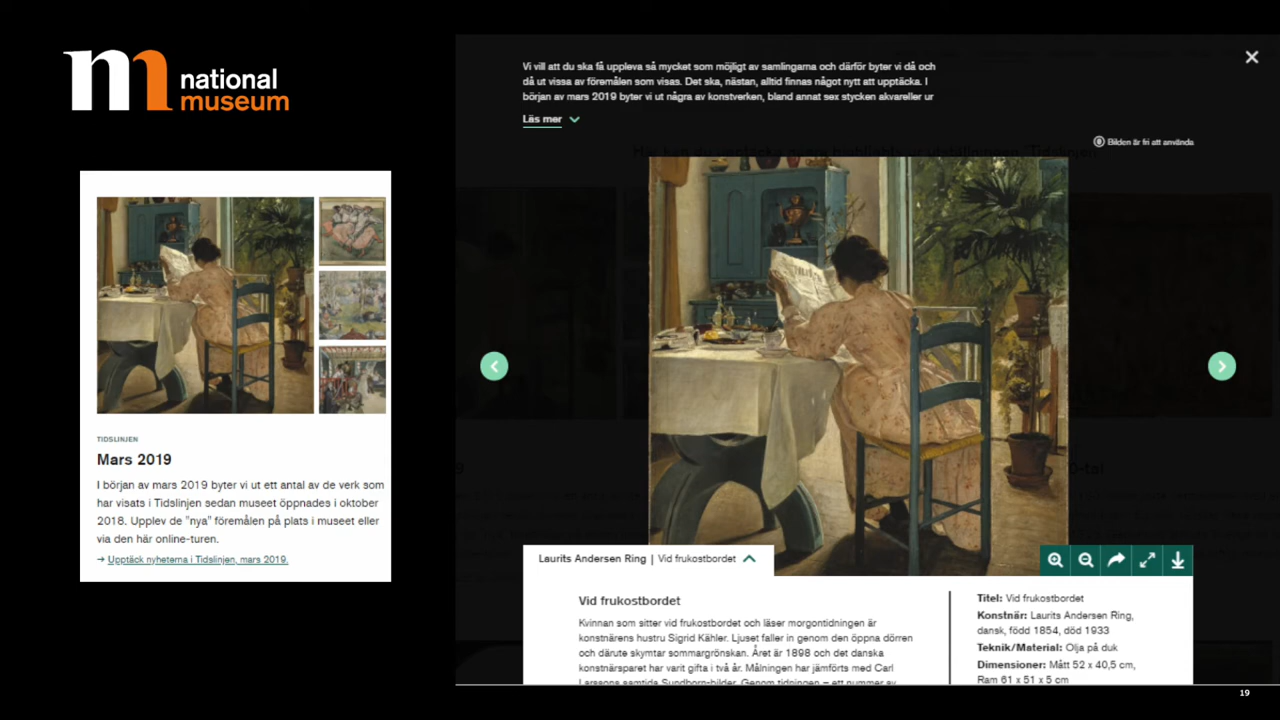 national
museum
Vi vill att du ska få uppleva så mycket som möjligt av samlingarna och därför byter vi då och
då ut vissa av föremålen som visas. Det ska, nästan, alltid finnas något nytt att upptäcka. I
början av mars 2019 byter vi ut några av konstverken, bland annat sex stycken akvareller ur
Läs mer
Bilden är fri att använda
TIDSLINJEN
Mars 2019
I början av mars 2019 byter vi ut ett antal av de verk som
har visats i Tidslinjen sedan museet öppnades i oktober
2018. Upplev de "nya" föremålen på plats i museet eller
via den här online-turen.
→ Upptäck nyheterna i Tidslinjen, mars 2019.
Laurits Andersen Ring | Vid frukostbordet
Vid frukostbordet
Kvinnan som sitter vid frukostbordet och läser morgontidningen är
konstnärens hustru Sigrid Kähler. Ljuset faller in genom den öppna dörren
och därute skymtar sommargrönskan. Året är 1898 och det danska
konstnärsparet har varit gifta i två år. Målningen har jämförts med Carl
Larssons samtida Sundborn-bilder. Genom tidningen – ett nummer av
Titel: Vid frukostbordet
Konstnär: Laurits Andersen Ring,
dansk, född 1854, död 1933
Teknik/Material: Olja på duk
Dimensioner: Mått 52 x 40,5 cm,
Ram 61 x 51 x 5 cm
19